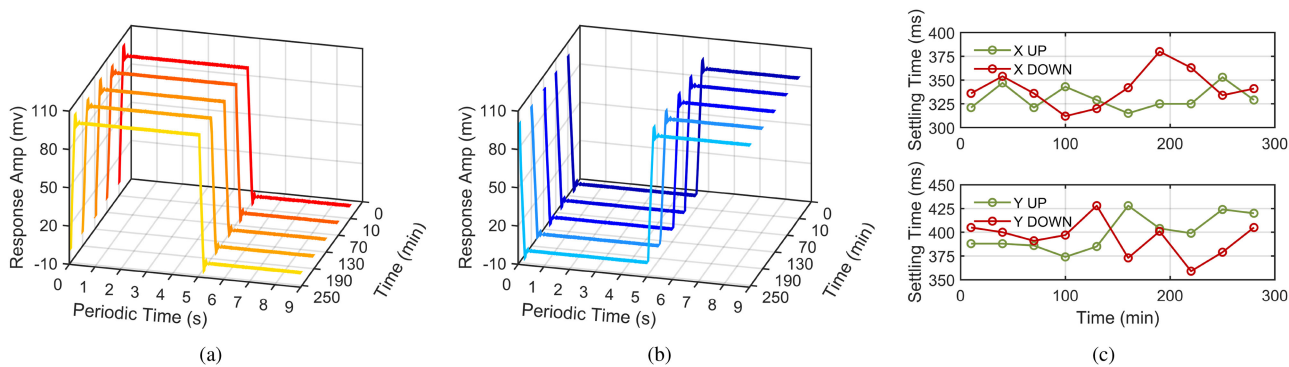 110
80
50
20
-10
Response Amp (mv)
0 1 2 3 4 5 6 7 8 9
Periodic Time (s)
0
10
70
130
190
250
Time (min)
(a)
110
80
50
20
-10
Response Amp (mv)
0 1 2 3 4 5 6 7 8 9
Periodic Time (s)
0
10
70
130
190
250
Time (min)
(b)
Settling Time (ms)
400
350
325
300
X UP
X DOWN
0 100 200 300
Settling Time (ms)
450
425
400
350
Y UP
Y DOWN
0 100 200 300
Time (min)
(c)